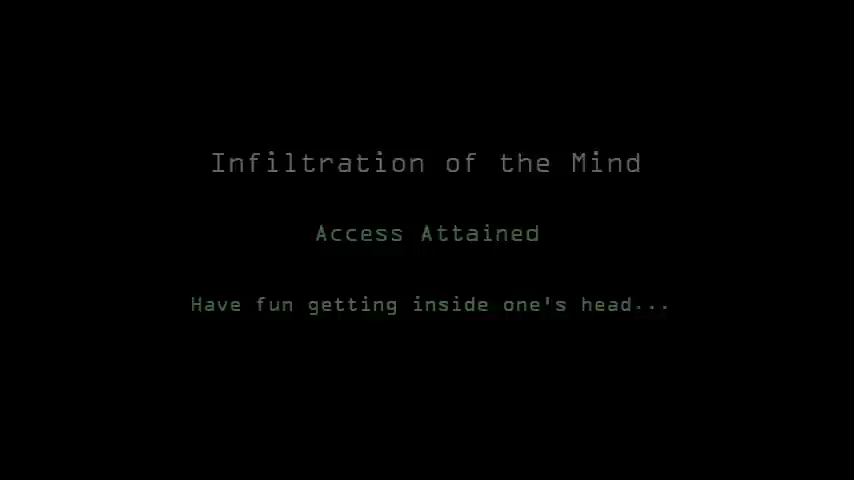 Infiltration of the Mind
Access Attained
Have fun getting inside one's head...